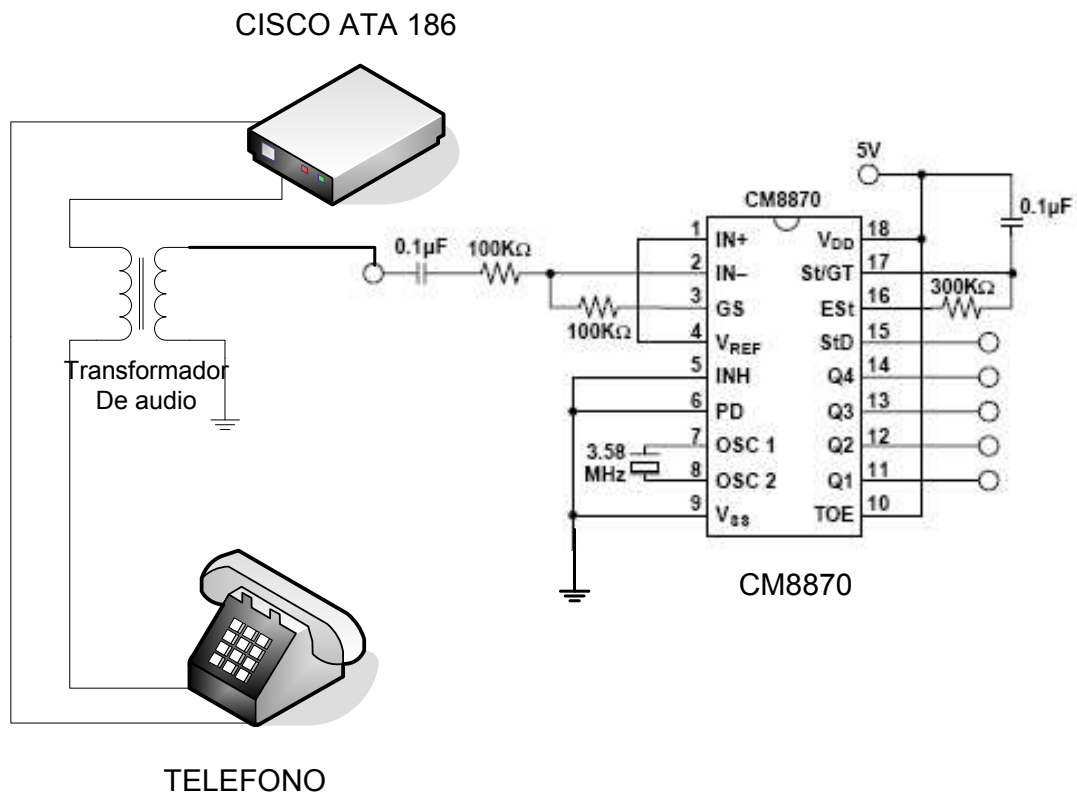 CISCO ATA 186
5V
CM8870
0.1µF
0.1µF
100KΩ
100KΩ
300KΩ
1 IN+
2 IN–
3 GS
4 VREF
5 INH
6 PD
7 OSC 1
8 OSC 2
9 VSS
VDD 18
St/GT 17
ESt 16
StD 15
Q4 14
Q3 13
Q2 12
Q1 11
TOE 10
3.58
MHz
Transformador
De audio
CM8870
TELEFONO